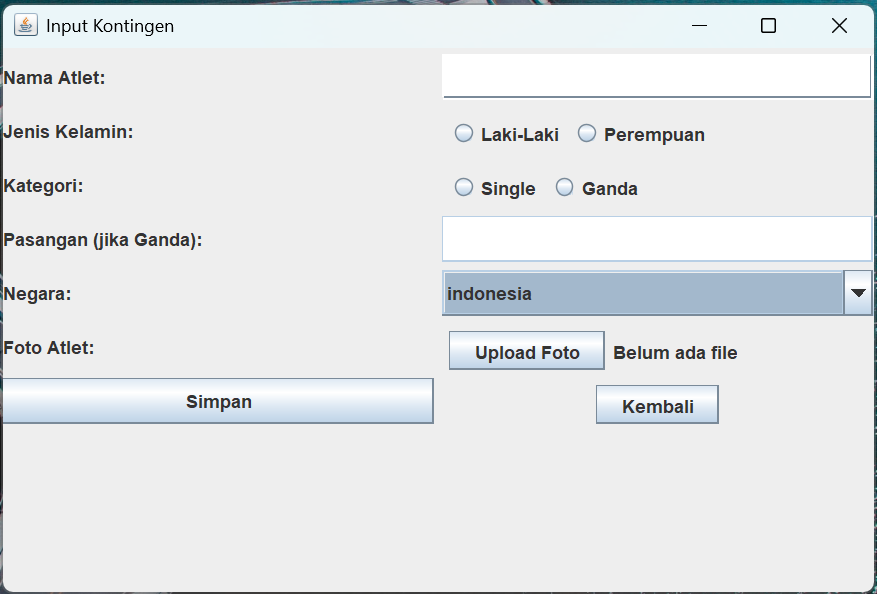 Input Kontingen
Nama Atlet:
Jenis Kelamin: Laki-Laki Perempuan
Kategori: Single Ganda
Pasangan (jika Ganda):
Negara: indonesia
Foto Atlet: Upload Foto Belum ada file
Simpan Kembali